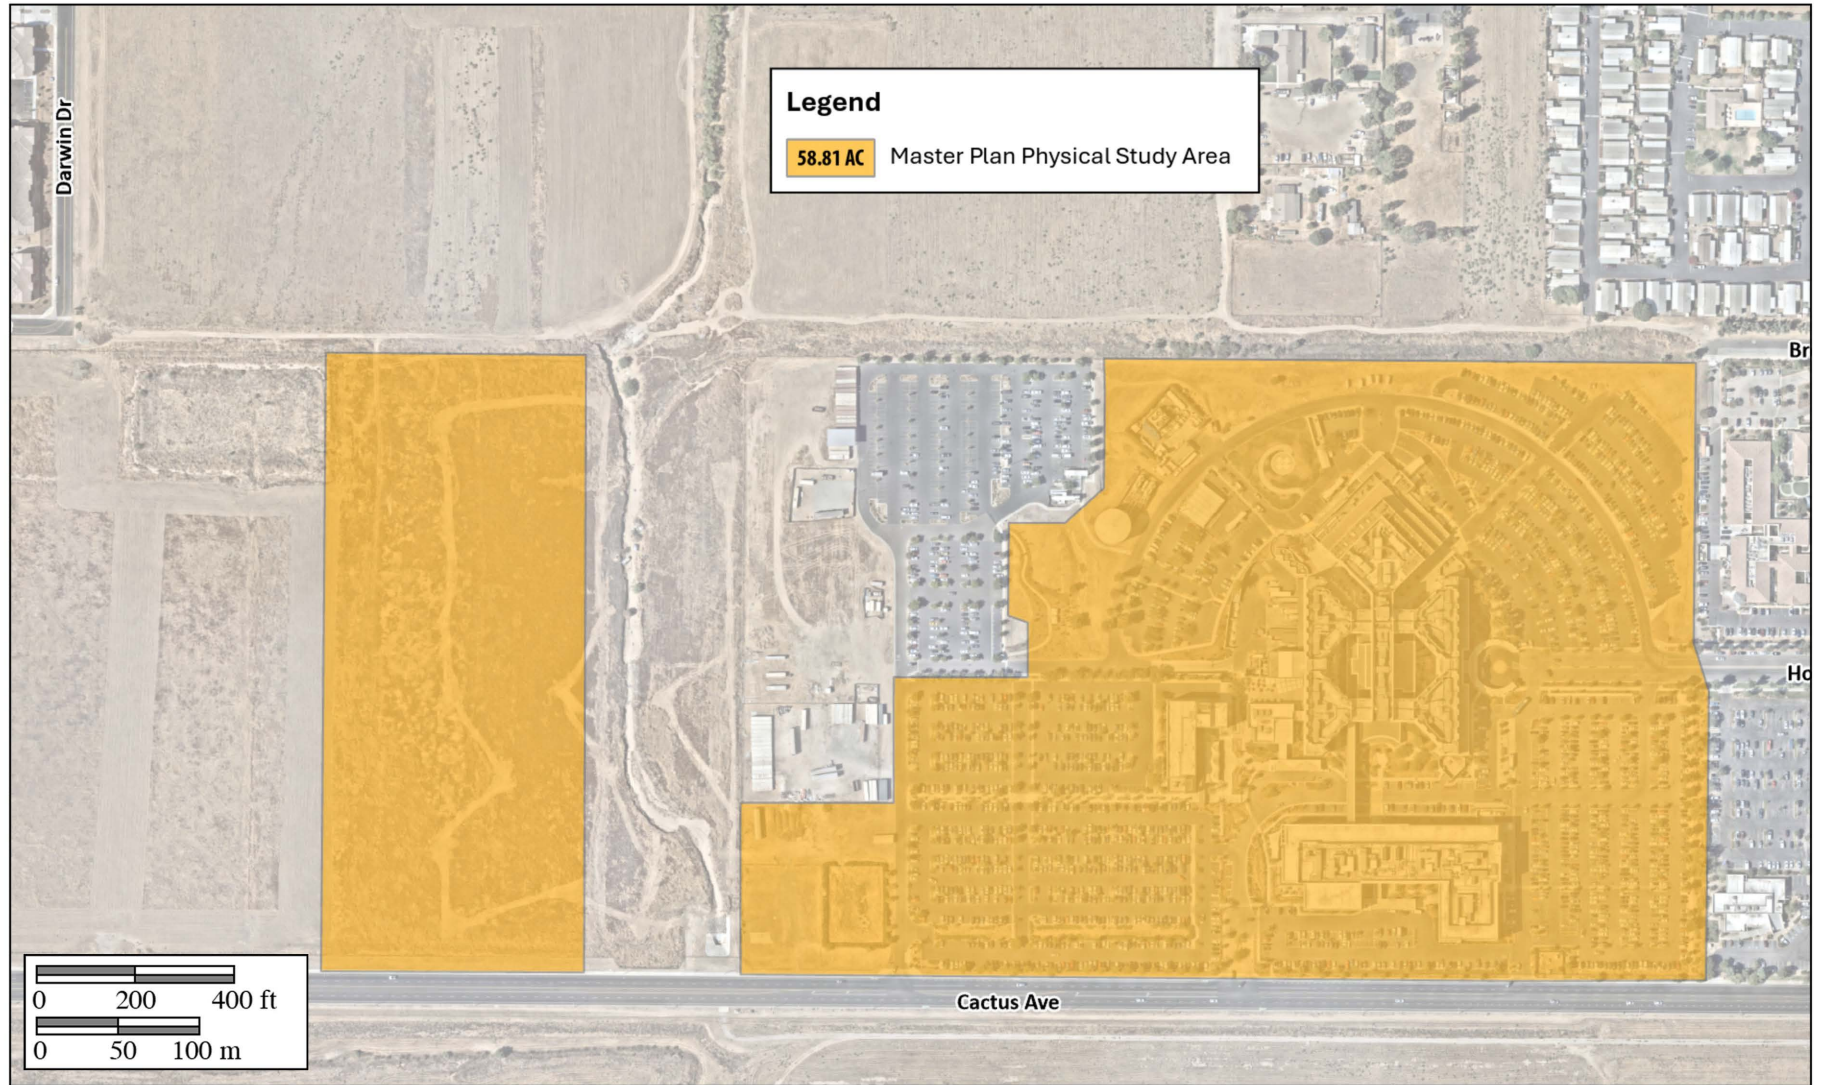 Darwin Dr
Legend
58.81 AC Master Plan Physical Study Area
Br
Ho
Cactus Ave
0 200 400 ft
0 50 100 m